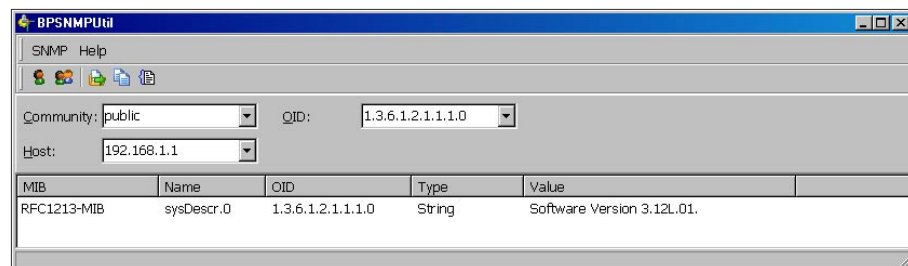 BPSNMPUtil
SNMP Help
Community: public OID: 1.3.6.1.2.1.1.1.0
Host: 192.168.1.1
MIB Name OID Type Value
RFC1213-MIB sysDescr.0 1.3.6.1.2.1.1.1.0 String Software Version 3.12L.01.